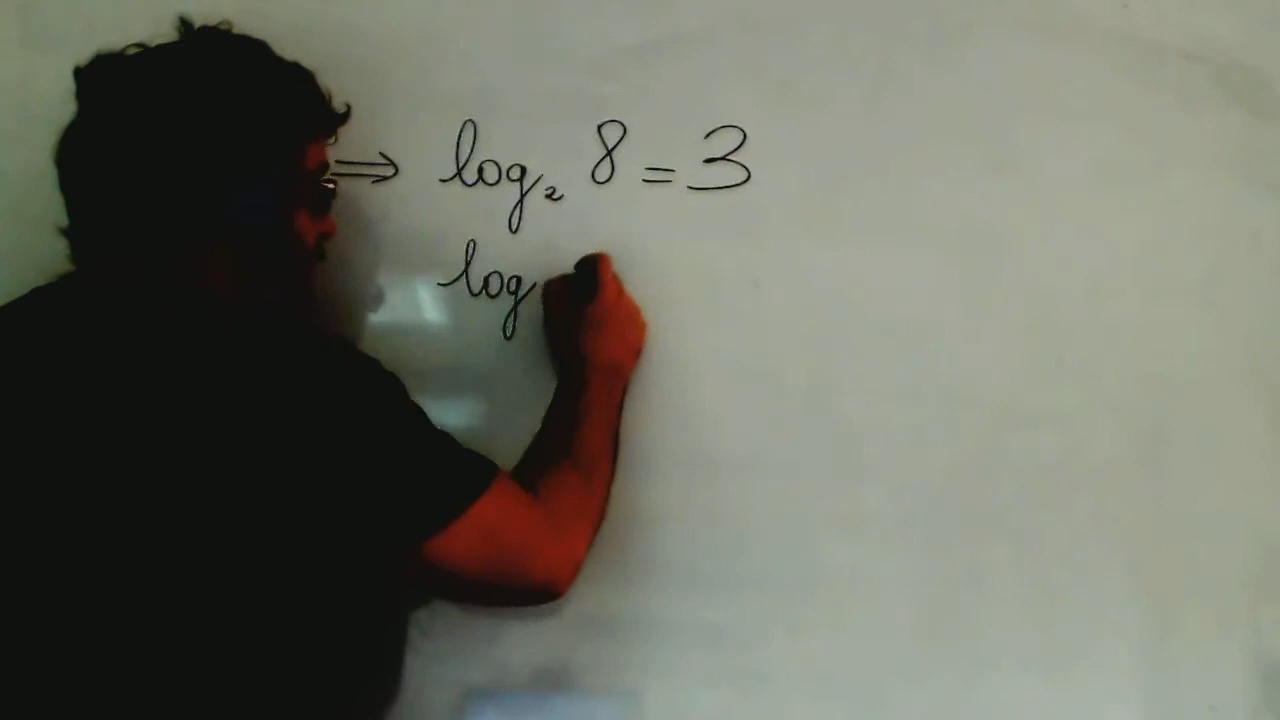 ⇒ log₂ 8 = 3
log